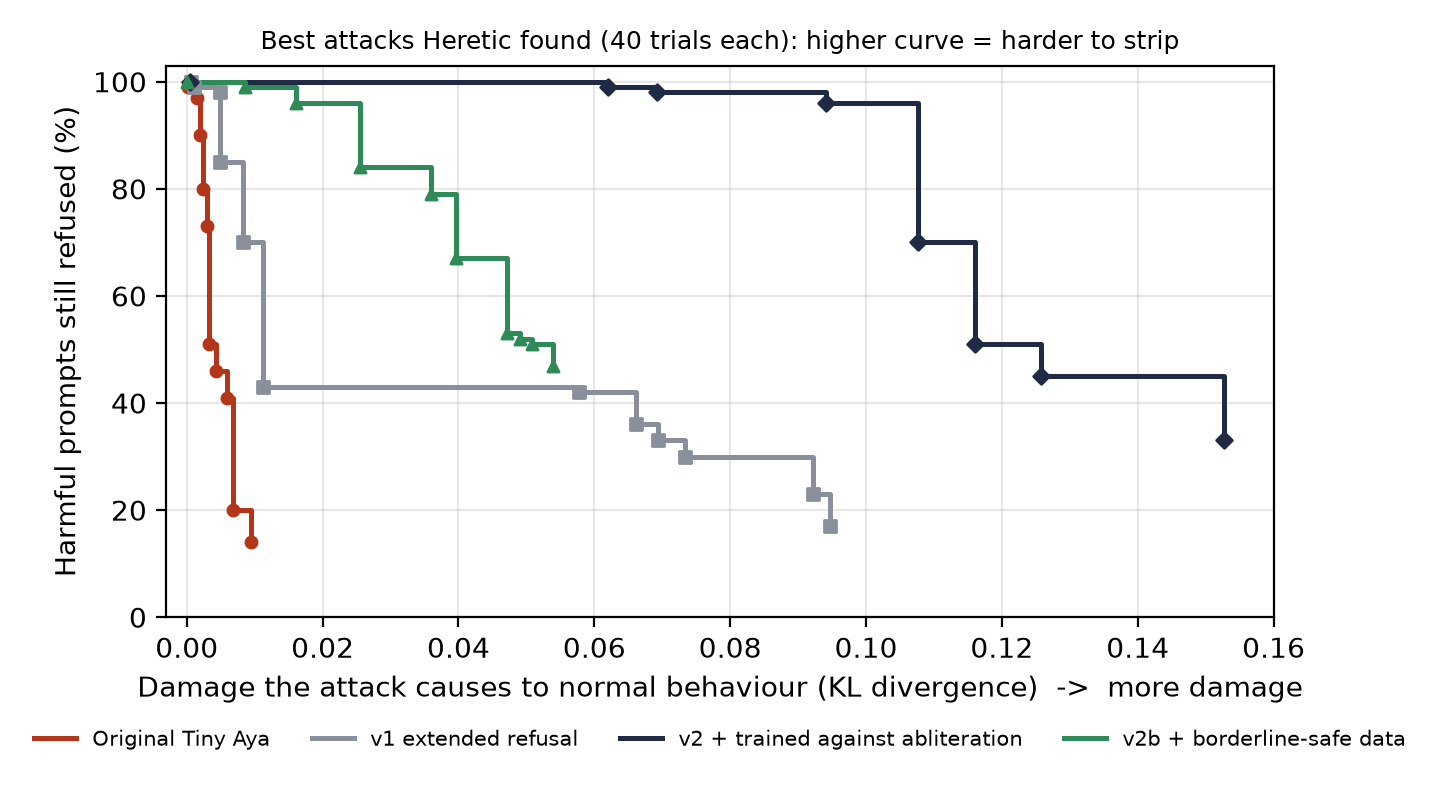 Best attacks Heretic found (40 trials each): higher curve = harder to strip
Harmful prompts still refused (%)
100
80
60
40
20
0
0.00 0.02 0.04 0.06 0.08 0.10 0.12 0.14 0.16
Damage the attack causes to normal behaviour (KL divergence) -> more damage
Original Tiny Aya v1 extended refusal v2 + trained against abliteration v2b + borderline-safe data